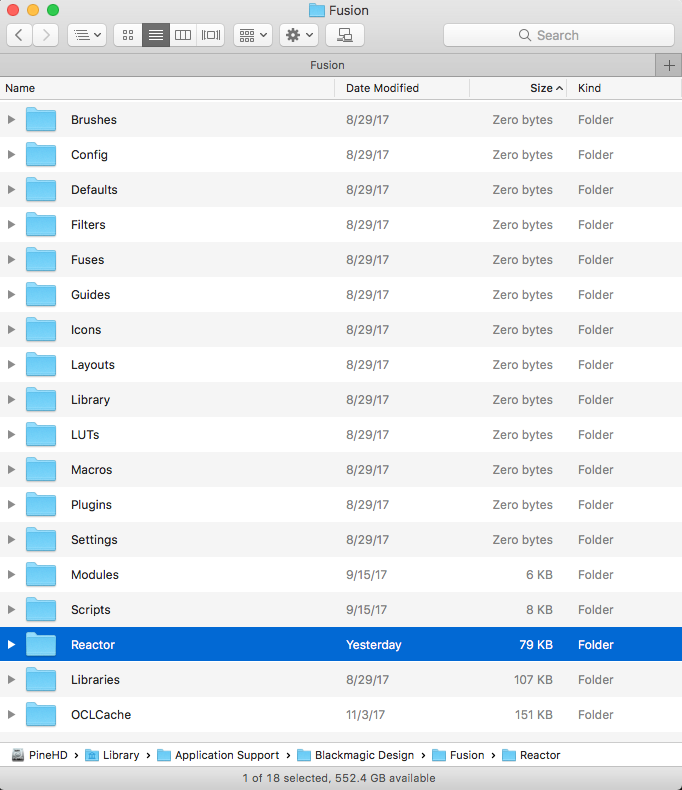 Fusion
Search
Fusion
Name Date Modified Size Kind
Brushes 8/29/17 Zero bytes Folder
Config 8/29/17 Zero bytes Folder
Defaults 8/29/17 Zero bytes Folder
Filters 8/29/17 Zero bytes Folder
Fuses 8/29/17 Zero bytes Folder
Guides 8/29/17 Zero bytes Folder
Icons 8/29/17 Zero bytes Folder
Layouts 8/29/17 Zero bytes Folder
Library 8/29/17 Zero bytes Folder
LUTs 8/29/17 Zero bytes Folder
Macros 8/29/17 Zero bytes Folder
Plugins 8/29/17 Zero bytes Folder
Settings 8/29/17 Zero bytes Folder
Modules 9/15/17 6 KB Folder
Scripts 9/15/17 8 KB Folder
Reactor Yesterday 79 KB Folder
Libraries 8/29/17 107 KB Folder
OCLCache 11/3/17 151 KB Folder
PineHD › Library › Application Support › Blackmagic Design › Fusion › Reactor
1 of 18 selected, 552.4 GB available